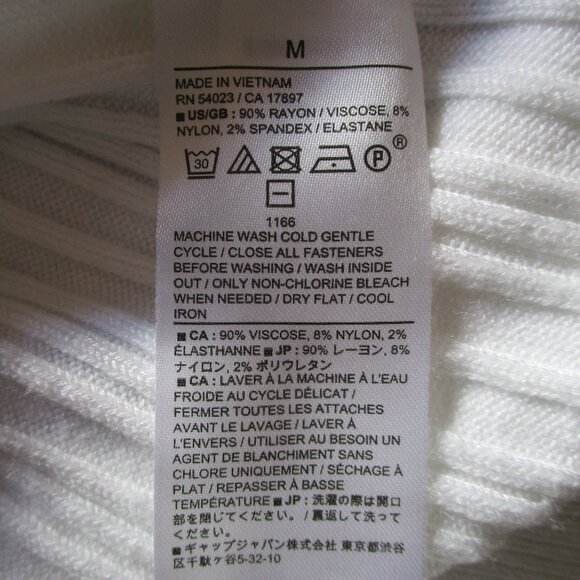 M
MADE IN VIETNAM
RN 54023 / CA 17897
■ US/GB : 90% RAYON / VISCOSE, 8%
NYLON, 2% SPANDEX / ELASTANE
30 P ®
1166
MACHINE WASH COLD GENTLE
CYCLE / CLOSE ALL FASTENERS
BEFORE WASHING / WASH INSIDE
OUT / ONLY NON-CHLORINE BLEACH
WHEN NEEDED / DRY FLAT / COOL
IRON
■ CA : 90% VISCOSE, 8% NYLON, 2%
ÉLASTHANNE ■ JP : 90% レーヨン, 8%
ナイロン, 2% ポリウレタン
■ CA : LAVER À LA MACHINE À L'EAU
FROIDE AU CYCLE DÉLICAT /
FERMER TOUTES LES ATTACHES
AVANT LE LAVAGE / LAVER À
L'ENVERS / UTILISER AU BESOIN UN
AGENT DE BLANCHIMENT SANS
CHLORE UNIQUEMENT / SÉCHAGE À
PLAT / REPASSER À BASSE
TEMPÉRATURE ■ JP : 洗濯の際は開口
部を閉じてください。/ 裏返して洗って
ください。
■ ギャップジャパン株式会社 東京都渋谷
区千駄ヶ谷5-32-10